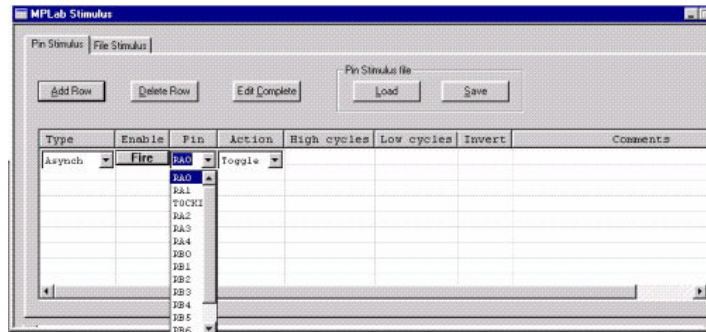 MPLab Stimulus
Pin Stimulus File Stimulus
Pin Stimulus file
Add Row Delete Row Edit Complete Load Save
Type Enable Pin Action High cycles Low cycles Invert Comments
Asynch Fire RA0 Toggle
RA0
RA1
TOCKI
RA2
RA3
RA4
RB0
RB1
RB2
RB3
RB4
RB5
RB6